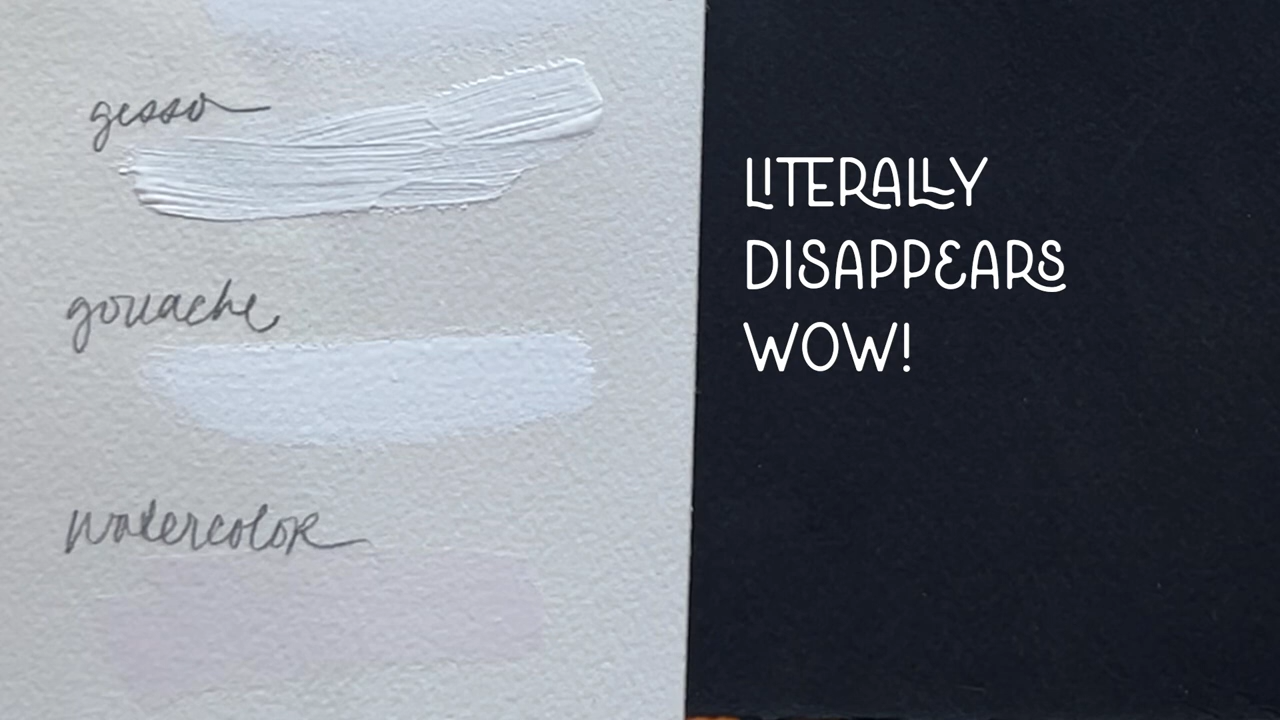 gesso
gouache
watercolor
LITERALLY
DISAPPEARS
WOW!